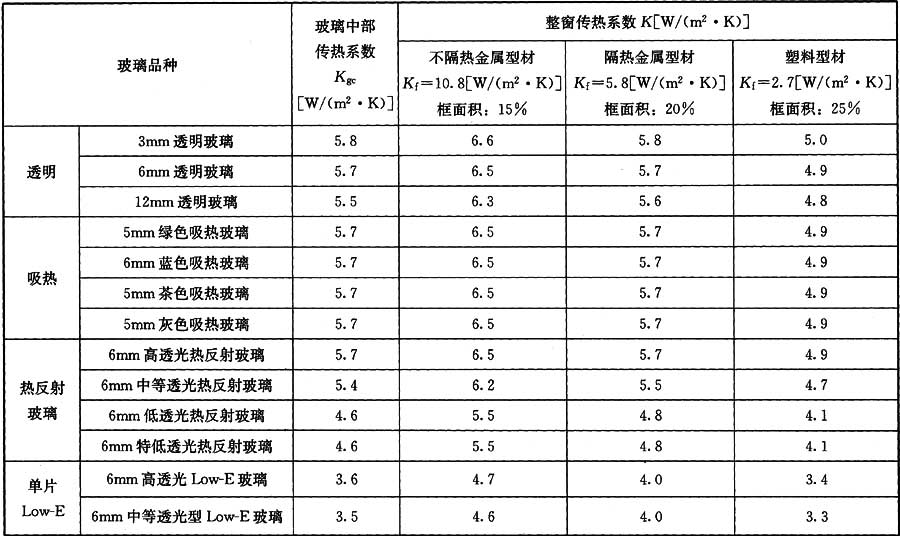 玻璃品种
玻璃中部
传热系数
Kgc
[W/(m²·K)]
整窗传热系数 K[W/(m²·K)]
不隔热金属型材
Kf=10.8[W/(m²·K)]
框面积：15%
隔热金属型材
Kf=5.8[W/(m²·K)]
框面积：20%
塑料型材
Kf=2.7[W/(m²·K)]
框面积：25%
透明
3mm 透明玻璃 5.8 6.6 5.8 5.0
6mm 透明玻璃 5.7 6.5 5.7 4.9
12mm 透明玻璃 5.5 6.3 5.6 4.8
吸热
5mm 绿色吸热玻璃 5.7 6.5 5.7 4.9
6mm 蓝色吸热玻璃 5.7 6.5 5.7 4.9
5mm 茶色吸热玻璃 5.7 6.5 5.7 4.9
5mm 灰色吸热玻璃 5.7 6.5 5.7 4.9
热反射
玻璃
6mm 高透光热反射玻璃 5.7 6.5 5.7 4.9
6mm 中等透光热反射玻璃 5.4 6.2 5.5 4.7
6mm 低透光热反射玻璃 4.6 5.5 4.8 4.1
6mm 特低透光热反射玻璃 4.6 5.5 4.8 4.1
单片
Low-E
6mm 高透光 Low-E 玻璃 3.6 4.7 4.0 3.4
6mm 中等透光型 Low-E 玻璃 3.5 4.6 4.0 3.3